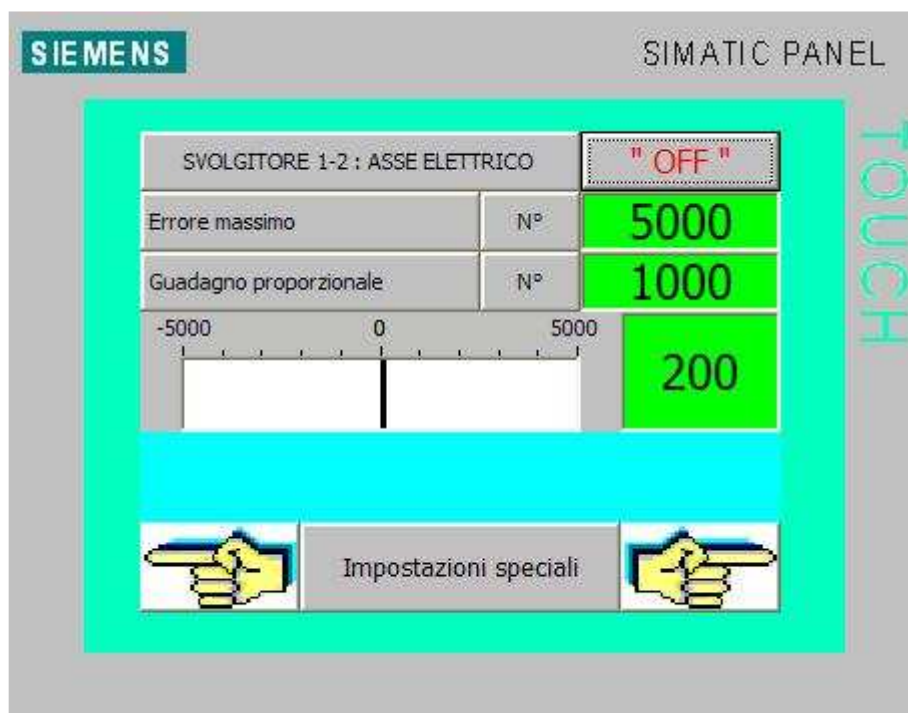 SIEMENS
SIMATIC PANEL
TOUCH
SVOLGITORE 1-2 : ASSE ELETTRICO " OFF "
Errore massimo N° 5000
Guadagno proporzionale N° 1000
-5000 0 5000
200
Impostazioni speciali